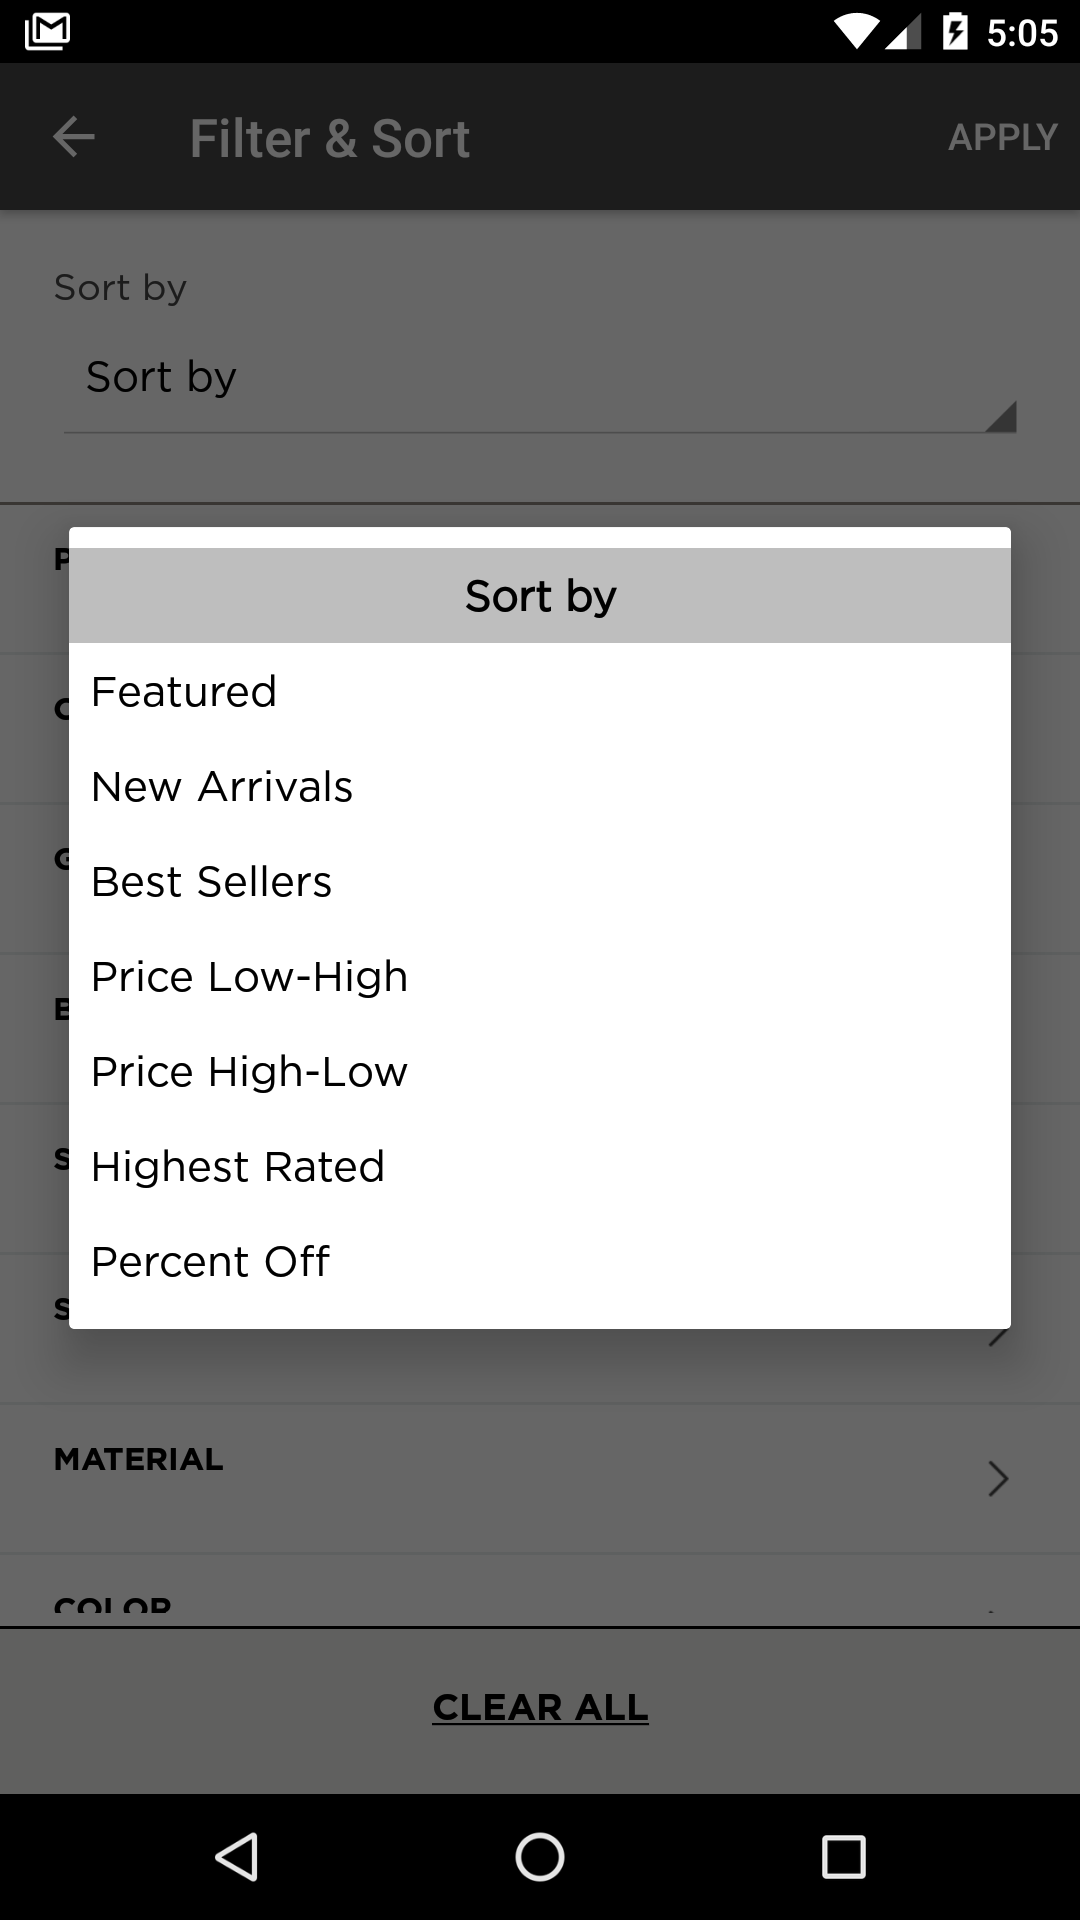 5:05
Filter & Sort
APPLY
Sort by
Sort by
Sort by
Featured
New Arrivals
Best Sellers
Price Low-High
Price High-Low
Highest Rated
Percent Off
MATERIAL
COLOR
CLEAR ALL